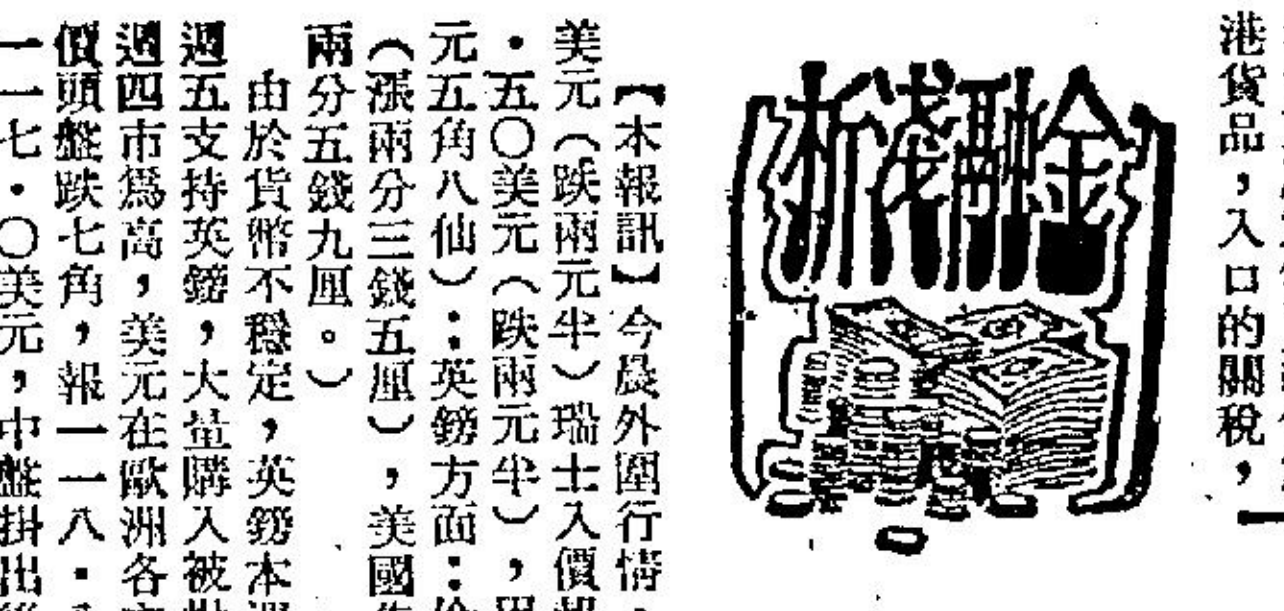 港貨品，入口的關稅，
金融淺析
【本報訊】今晨外圍行情，
美元（跌兩元半）瑞士入價報
・五〇美元（跌兩元半），
元五角八仙）：英鎊方面：
（漲兩分三錢五厘），美國
兩分五錢九厘。）
由於貨幣不穩定，英鎊本週
週五支持英鎊，大量購入被
週四市爲高，美元在歐洲各
價頭盤跌七角，報一一八・
一一七・〇美元，中盤掛出